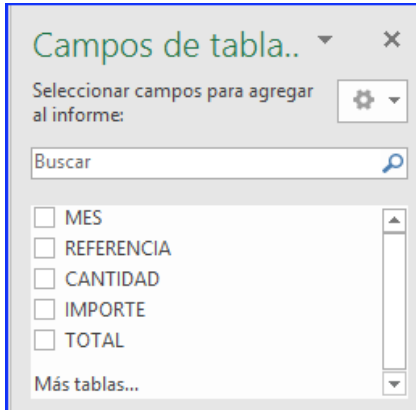 Campos de tabla..
Seleccionar campos para agregar
al informe:
Buscar
MES
REFERENCIA
CANTIDAD
IMPORTE
TOTAL
Más tablas...